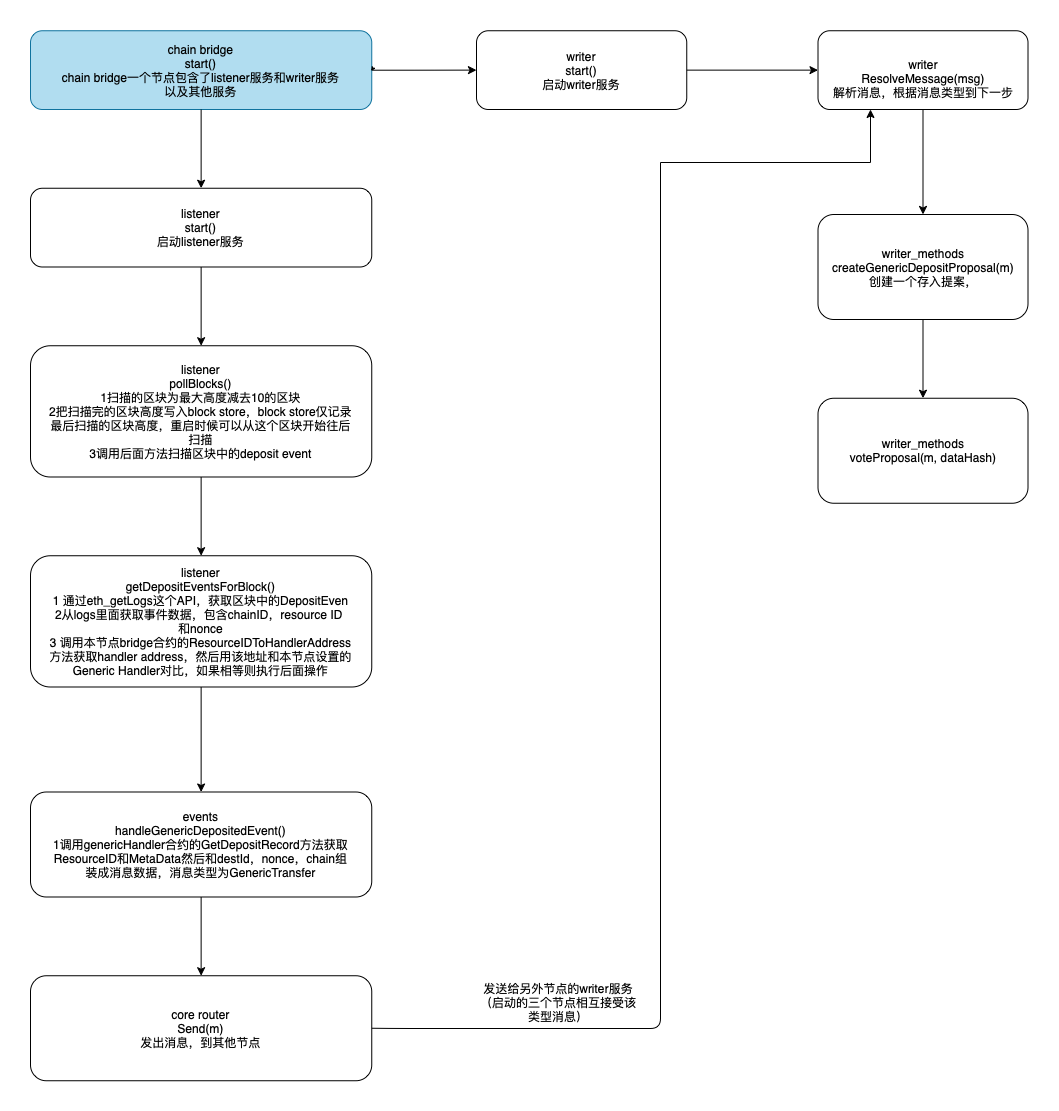 chain bridge
start()
chain bridge一个节点包含了listener服务和writer服务
以及其他服务
writer
start()
启动writer服务
writer
ResolveMessage(msg)
解析消息，根据消息类型到下一步
listener
start()
启动listener服务
writer_methods
createGenericDepositProposal(m)
创建一个存入提案，
listener
pollBlocks()
1扫描的区块为最大高度减去10的区块
2把扫描完的区块高度写入block store，block store仅记录
最后扫描的区块高度，重启时候可以从这个区块开始往后
扫描
3调用后面方法扫描区块中的deposit event
writer_methods
voteProposal(m, dataHash)
listener
getDepositEventsForBlock()
1 通过eth_getLogs这个API，获取区块中的DepositEven
2从logs里面获取事件数据，包含chainID，resource ID
和nonce
3 调用本节点bridge合约的ResourceIDToHandlerAddress
方法获取handler address，然后用该地址和本节点设置的
Generic Handler对比，如果相等则执行后面操作
events
handleGenericDepositedEvent()
1调用genericHandler合约的GetDepositRecord方法获取
ResourceID和MetaData然后和destId，nonce，chain组
装成消息数据，消息类型为GenericTransfer
core router
Send(m)
发出消息，到其他节点
发送给另外节点的writer服务
（启动的三个节点相互接受该
类型消息）